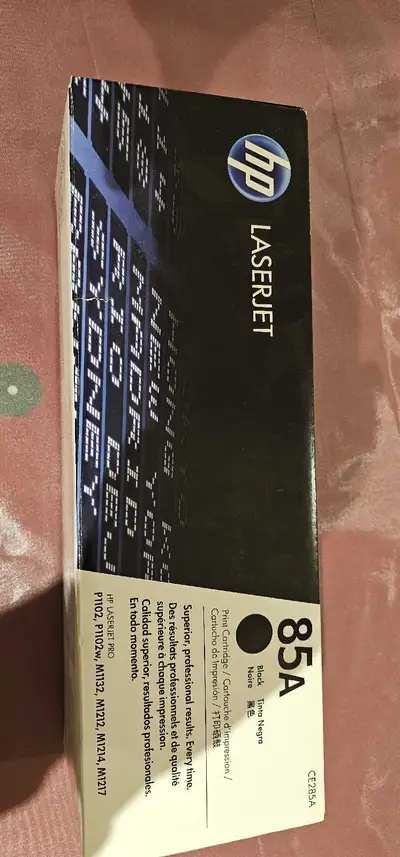 hp
LASERJET
CE285A
85A
Black Tinta Negra
Noire 黑色
Print Cartridge / Cartouche d'impression /
Cartucho de Impresión / 打印硒鼓
Superior, professional results. Every time.
Des résultats professionnels et de qualité
supérieure à chaque impression.
Calidad superior, resultados profesionales.
En todo momento.
HP LASERJET PRO
P1102, P1102w, M1132, M1212, M1214, M1217